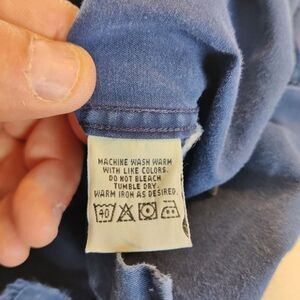 MACHINE WASH WARM
WITH LIKE COLORS.
DO NOT BLEACH
TUMBLE DRY.
WARM IRON AS DESIRED.
40